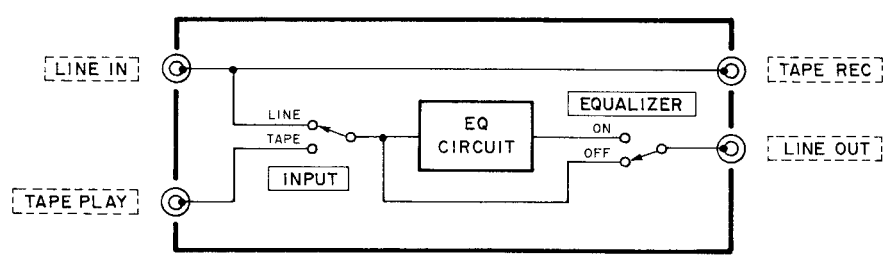 LINE IN
TAPE REC
LINE
TAPE
INPUT
EQ
CIRCUIT
EQUALIZER
ON
OFF
LINE OUT
TAPE PLAY